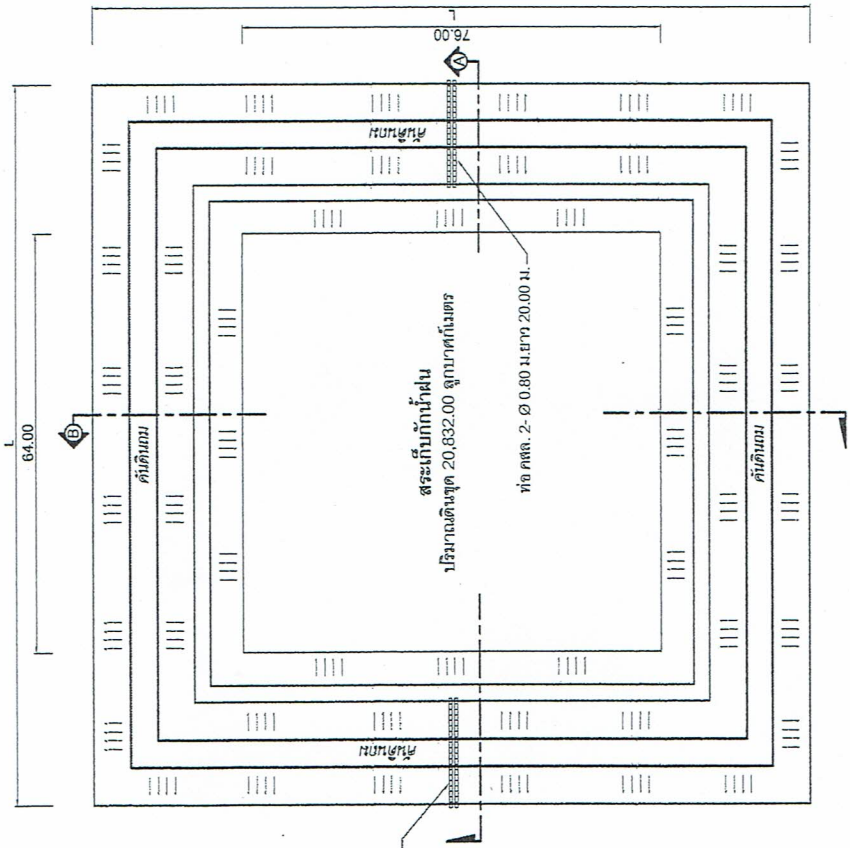 L
64.00
L
76.00
B
A
คันดินถม
คันดินถม
สระเก็บกักน้ำฝน
ปริมาณดินขุด 20,832.00 ลูกบาศก์เมตร
ท่อ คสล. 2- Ø 0.80 ม.ยาว 20.00 ม.
คันดินถม
คันดินถม